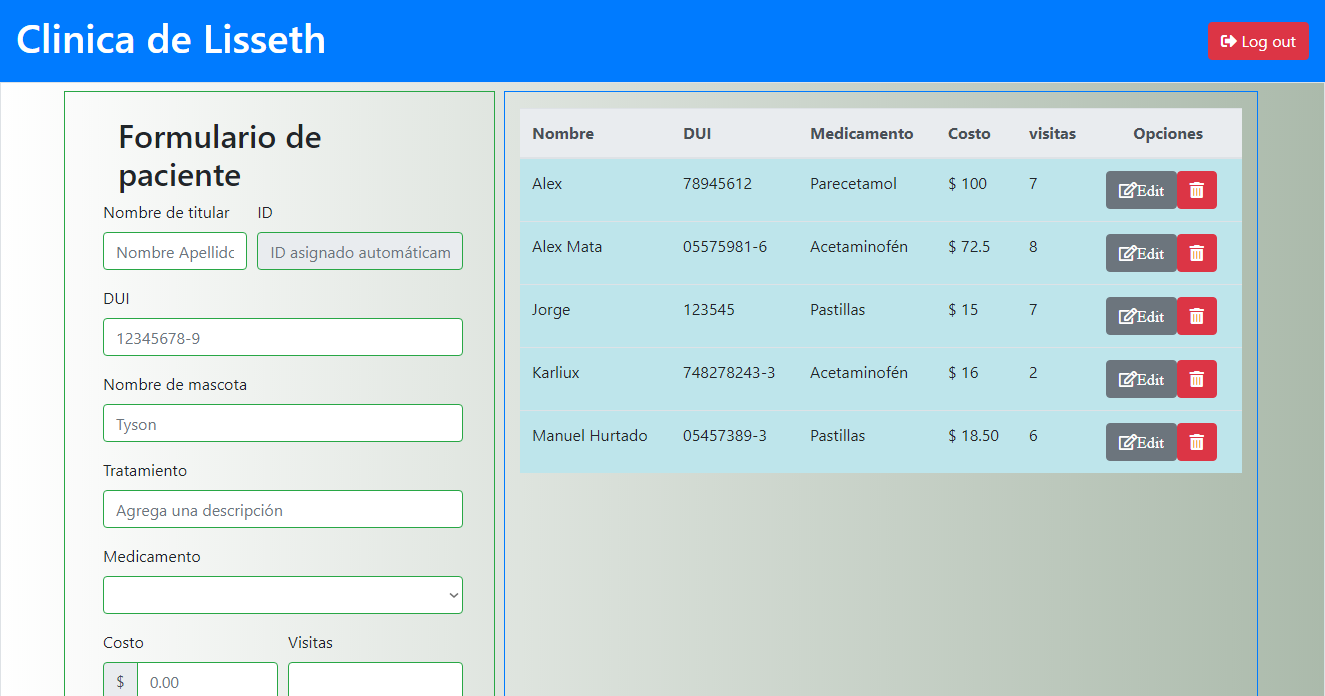 Clinica de Lisseth
Log out
Formulario de
paciente
Nombre de titular ID
Nombre Apellido ID asignado automáticam
DUI
12345678-9
Nombre de mascota
Tyson
Tratamiento
Agrega una descripción
Medicamento
Costo Visitas
$ 0.00
Nombre DUI Medicamento Costo visitas Opciones
Alex 78945612 Parecetamol $ 100 7 Edit
Alex Mata 05575981-6 Acetaminofén $ 72.5 8 Edit
Jorge 123545 Pastillas $ 15 7 Edit
Karliux 748278243-3 Acetaminofén $ 16 2 Edit
Manuel Hurtado 05457389-3 Pastillas $ 18.50 6 Edit